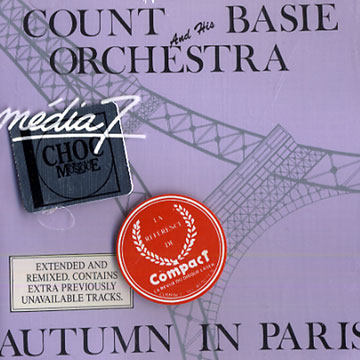 COUNT And His BASIE
ORCHESTRA
média 7
CHOC
LA
RÉFÉRENCE
DE
Compact
EXTENDED AND
REMIXED. CONTAINS
EXTRA PREVIOUSLY
UNAVAILABLE TRACKS.
AUTUMN IN PARIS